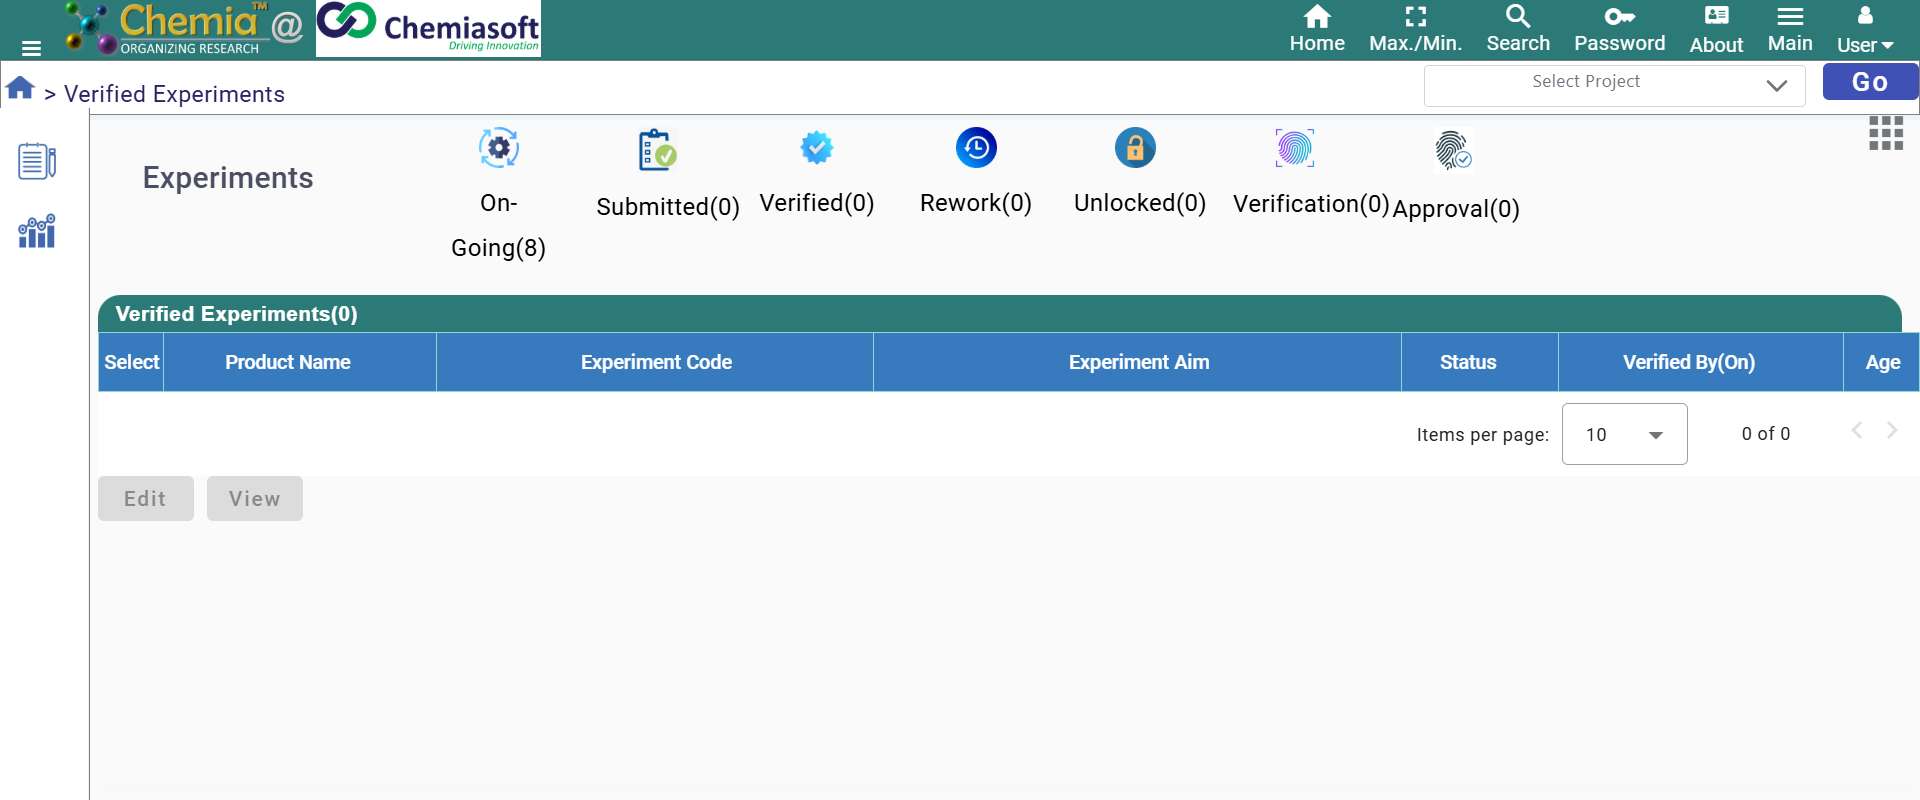 Chemia™ @
ORGANIZING RESEARCH
Chemiasoft
Driving Innovation
Home Max./Min. Search Password About Main User
> Verified Experiments
Select Project
Go
Experiments
On-
Going(8)
Submitted(0)
Verified(0)
Rework(0)
Unlocked(0)
Verification(0)
Approval(0)
Verified Experiments(0)
Select Product Name Experiment Code Experiment Aim Status Verified By(On) Age
Items per page: 10 0 of 0
Edit View